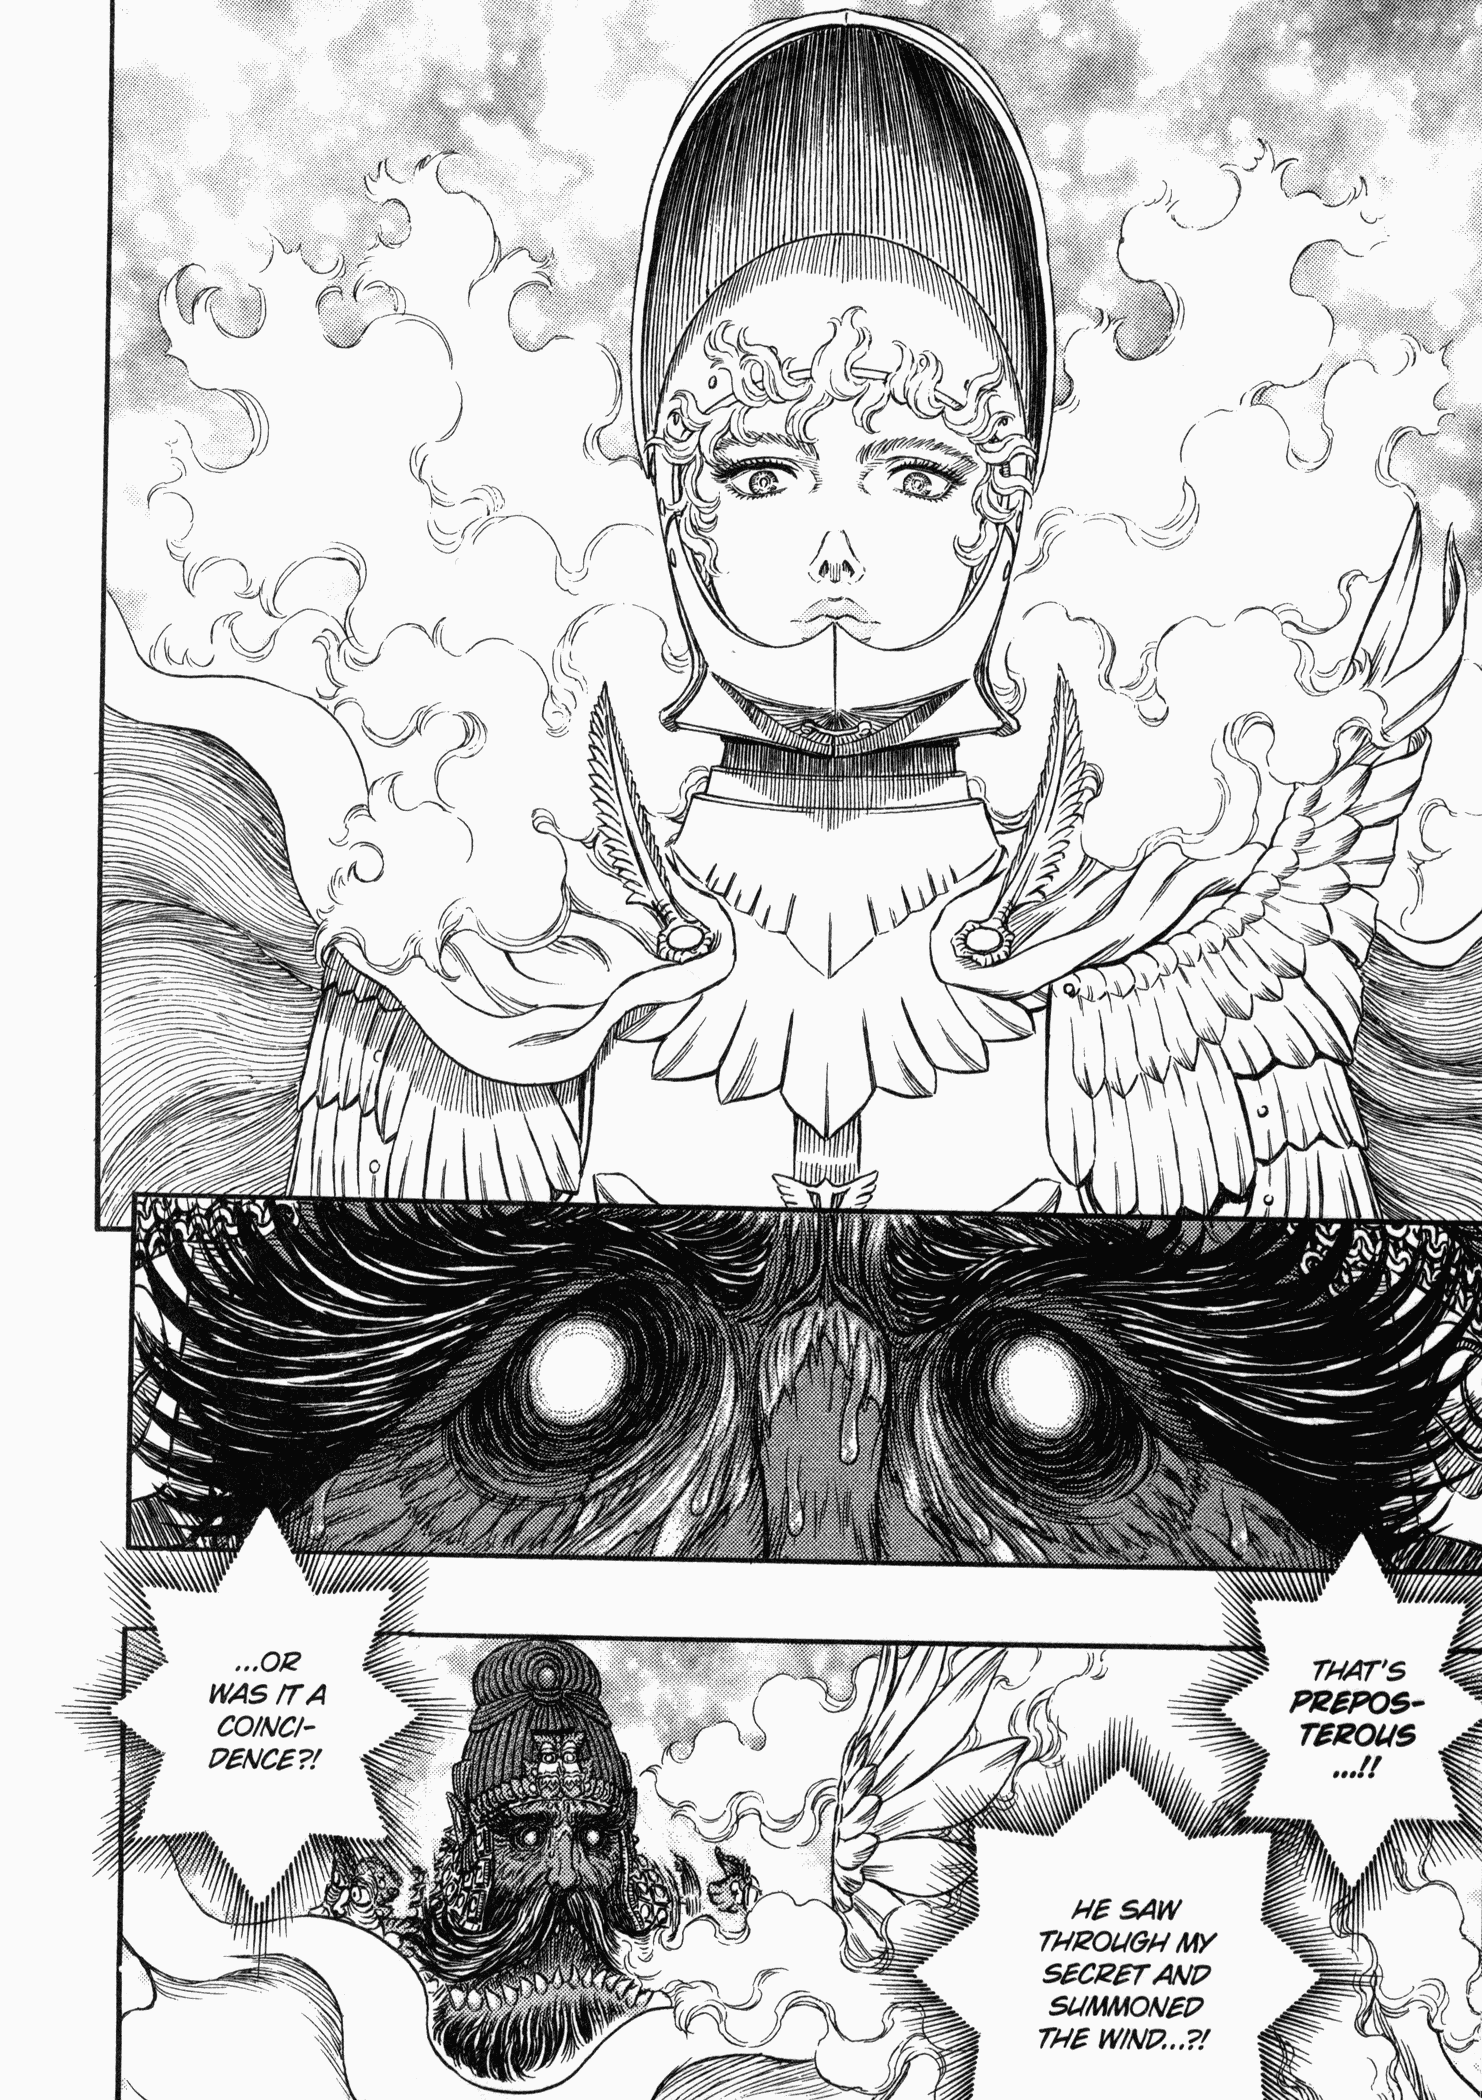 THAT'S
PREPOS-
TEROUS
...!!
HE SAW
THROUGH MY
SECRET AND
SUMMONED
THE WIND...?!
...OR
WAS IT A
COINCI-
DENCE?!